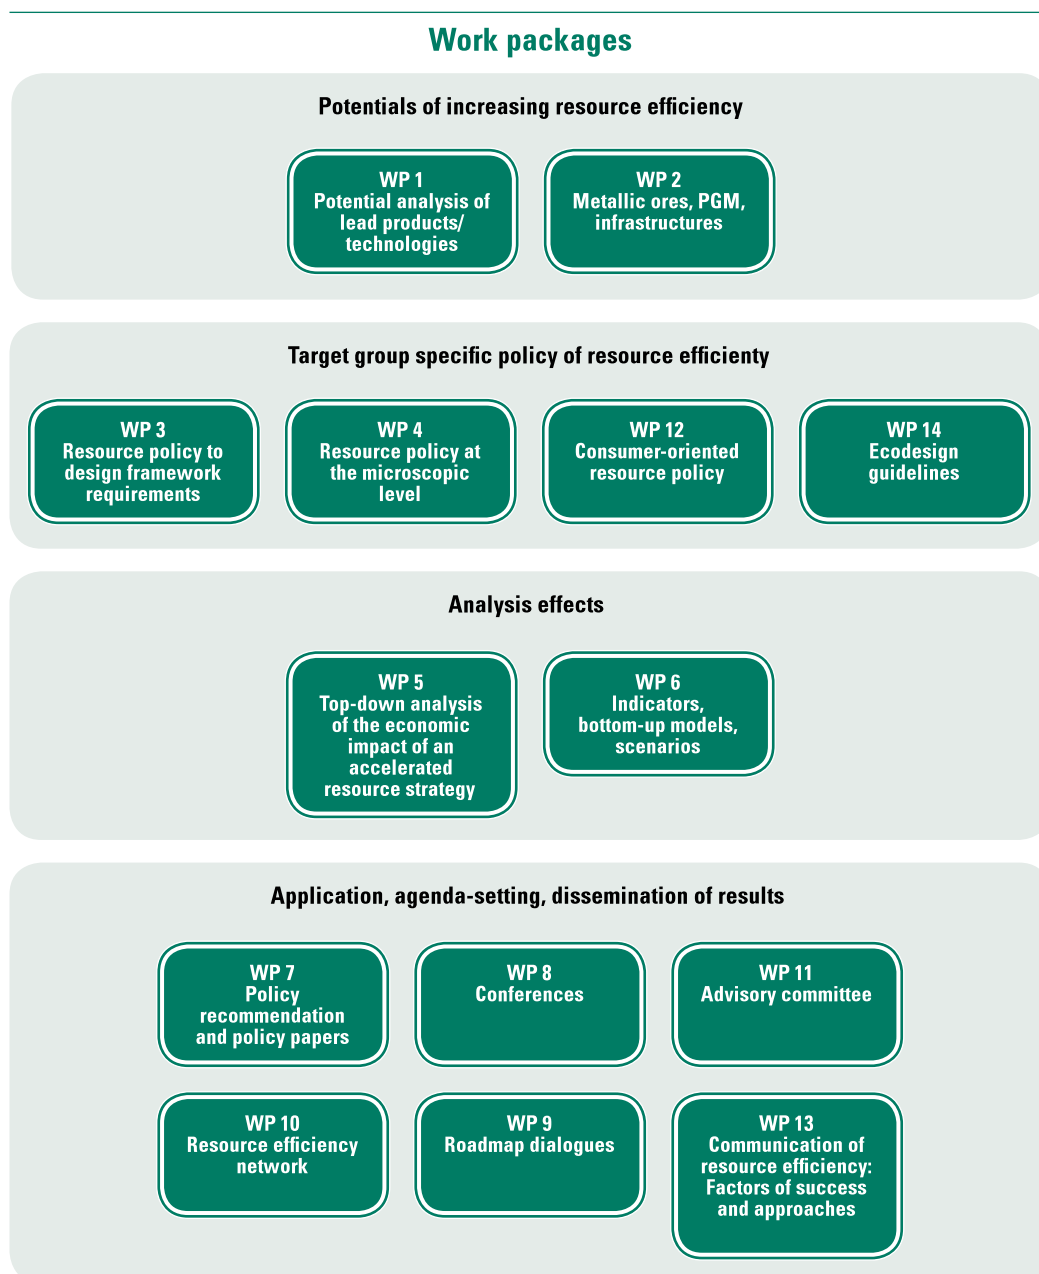 Work packages
Potentials of increasing resource efficiency
WP 1
Potential analysis of
lead products/
technologies
WP 2
Metallic ores, PGM,
infrastructures
Target group specific policy of resource efficienty
WP 3
Resource policy to
design framework
requirements
WP 4
Resource policy at
the microscopic
level
WP 12
Consumer-oriented
resource policy
WP 14
Ecodesign
guidelines
Analysis effects
WP 5
Top-down analysis
of the economic
impact of an
accelerated
resource strategy
WP 6
Indicators,
bottom-up models,
scenarios
Application, agenda-setting, dissemination of results
WP 7
Policy
recommendation
and policy papers
WP 8
Conferences
WP 11
Advisory committee
WP 10
Resource efficiency
network
WP 9
Roadmap dialogues
WP 13
Communication of
resource efficiency:
Factors of success
and approaches